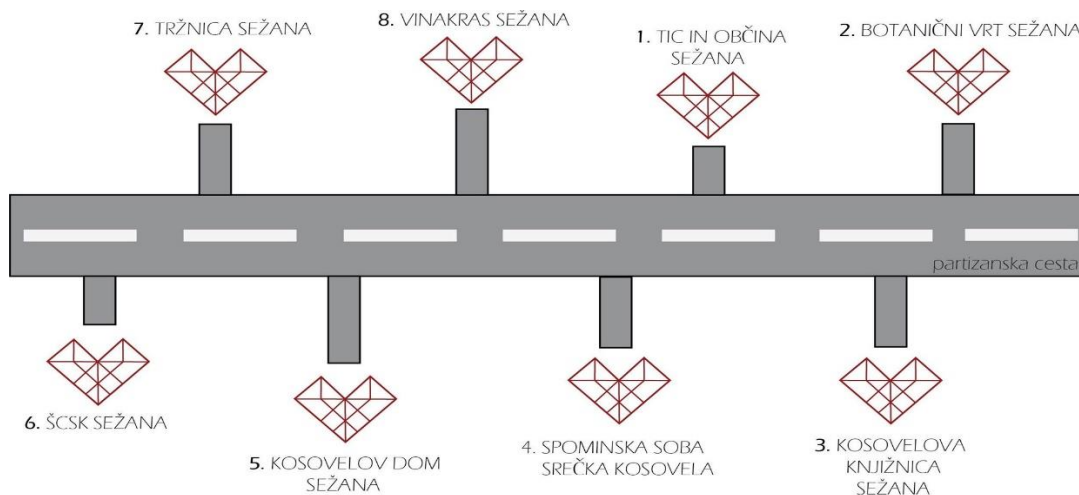 7. TRŽNICA SEŽANA
8. VINAKRAS SEŽANA
1. TIC IN OBČINA
SEŽANA
2. BOTANIČNI VRT SEŽANA
partizanska cesta
6. ŠCSK SEŽANA
5. KOSOVELOV DOM
SEŽANA
4. SPOMINSKA SOBA
SREČKA KOSOVELA
3. KOSOVELOVA
KNJIŽNICA
SEŽANA